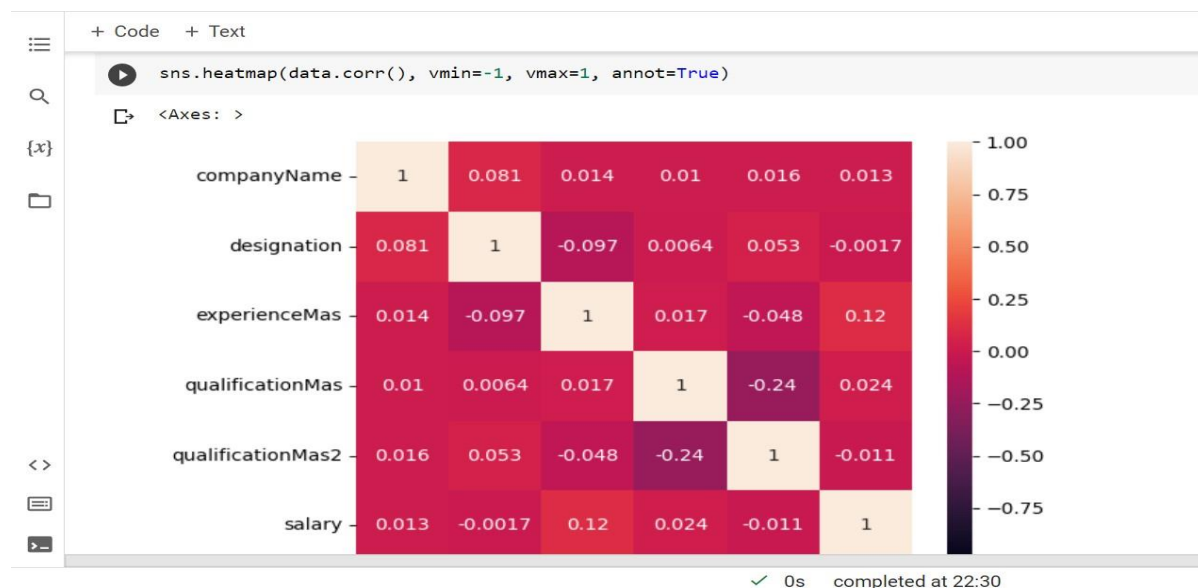 + Code + Text
sns.heatmap(data.corr(), vmin=-1, vmax=1, annot=True)
<Axes: >
{x}
companyName 1 0.081 0.014 0.01 0.016 0.013
designation 0.081 1 -0.097 0.0064 0.053 -0.0017
experienceMas 0.014 -0.097 1 0.017 -0.048 0.12
qualificationMas 0.01 0.0064 0.017 1 -0.24 0.024
qualificationMas2 0.016 0.053 -0.048 -0.24 1 -0.011
salary 0.013 -0.0017 0.12 0.024 -0.011 1
1.00
0.75
0.50
0.25
0.00
−0.25
−0.50
−0.75
0s completed at 22:30